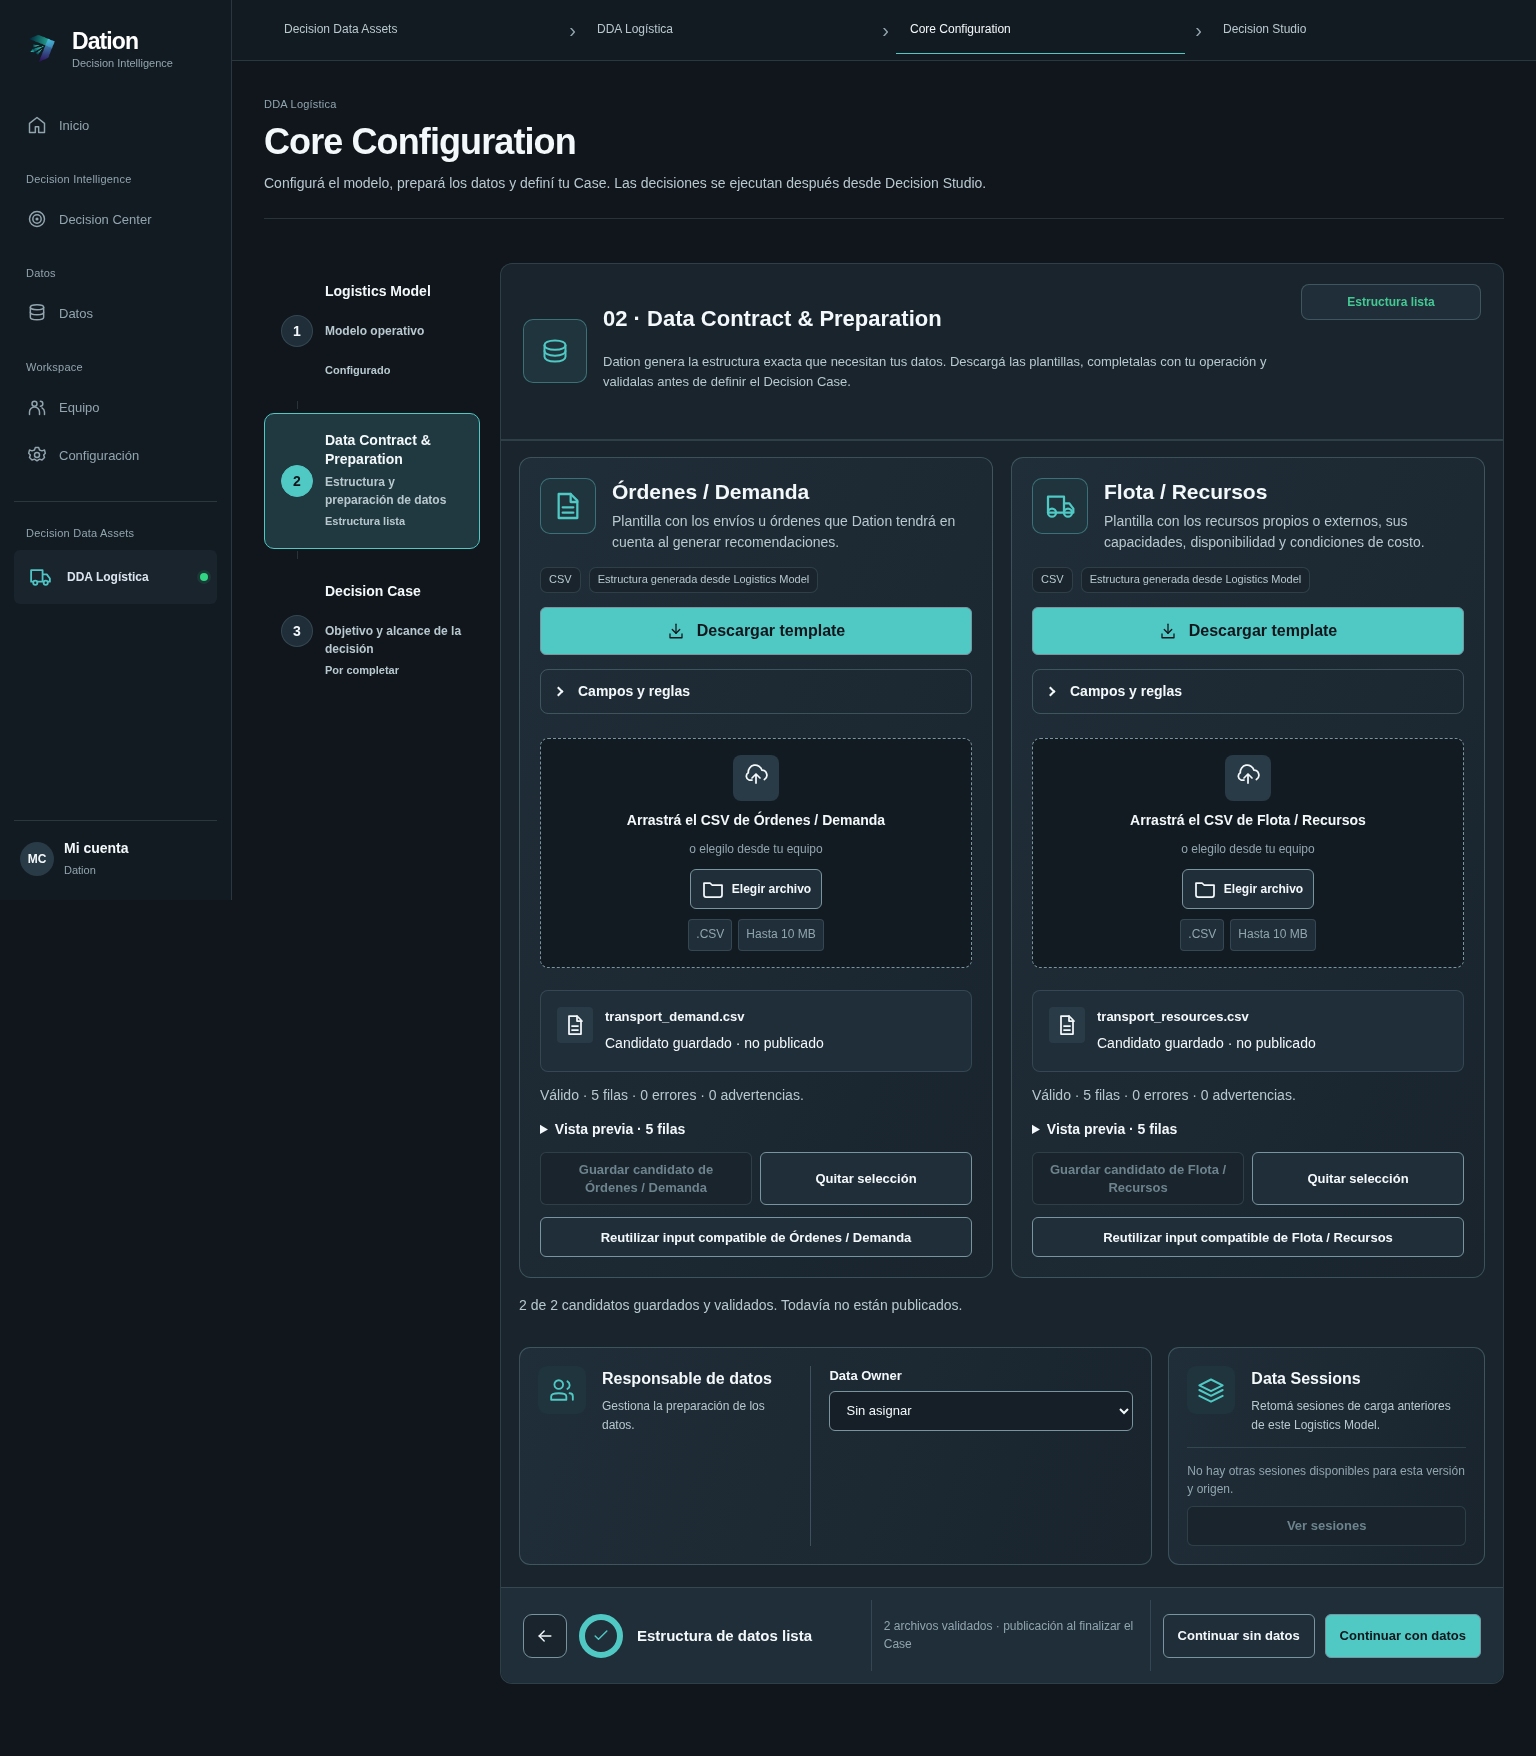 Dation
Decision Intelligence
Inicio
Decision Intelligence
Decision Center
Datos
Datos
Workspace
Equipo
Configuración
Decision Data Assets
DDA Logística
MC
Mi cuenta
Dation
Decision Data Assets
DDA Logística
Core Configuration
Decision Studio
DDA Logística
Core Configuration
Configurá el modelo, prepará los datos y definí tu Case. Las decisiones se ejecutan después desde Decision Studio.
Logistics Model
1
Modelo operativo
Configurado
Data Contract &
Preparation
2
Estructura y
preparación de datos
Estructura lista
Decision Case
3
Objetivo y alcance de la
decisión
Por completar
02 · Data Contract & Preparation
Estructura lista
Dation genera la estructura exacta que necesitan tus datos. Descargá las plantillas, completalas con tu operación y
validalas antes de definir el Decision Case.
Órdenes / Demanda
Plantilla con los envíos u órdenes que Dation tendrá en
cuenta al generar recomendaciones.
CSV
Estructura generada desde Logistics Model
Descargar template
Campos y reglas
Arrastrá el CSV de Órdenes / Demanda
o elegilo desde tu equipo
Elegir archivo
.CSV
Hasta 10 MB
transport_demand.csv
Candidato guardado · no publicado
Válido · 5 filas · 0 errores · 0 advertencias.
Vista previa · 5 filas
Guardar candidato de
Órdenes / Demanda
Quitar selección
Reutilizar input compatible de Órdenes / Demanda
Flota / Recursos
Plantilla con los recursos propios o externos, sus
capacidades, disponibilidad y condiciones de costo.
CSV
Estructura generada desde Logistics Model
Descargar template
Campos y reglas
Arrastrá el CSV de Flota / Recursos
o elegilo desde tu equipo
Elegir archivo
.CSV
Hasta 10 MB
transport_resources.csv
Candidato guardado · no publicado
Válido · 5 filas · 0 errores · 0 advertencias.
Vista previa · 5 filas
Guardar candidato de Flota /
Recursos
Quitar selección
Reutilizar input compatible de Flota / Recursos
2 de 2 candidatos guardados y validados. Todavía no están publicados.
Responsable de datos
Gestiona la preparación de los
datos.
Data Owner
Sin asignar
Data Sessions
Retomá sesiones de carga anteriores
de este Logistics Model.
No hay otras sesiones disponibles para esta versión
y origen.
Ver sesiones
Estructura de datos lista
2 archivos validados · publicación al finalizar el
Case
Continuar sin datos
Continuar con datos